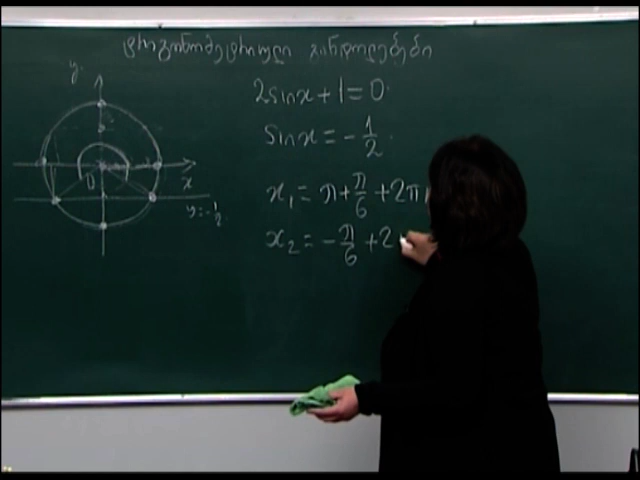 ტრიგონომეტრიული განტოლებები
2sinx + 1 = 0
sinx = -1/2
x₁ = π + π/6 + 2π
x₂ = -π/6 + 2
y
0
x
y = -1/2